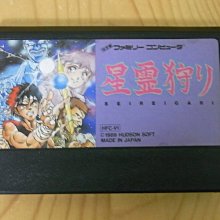 ファミリー コンピュータ
星霊狩り
SEIREIGARI
HFC-VI
©1989 HUDSON SOFT
MADE IN JAPAN